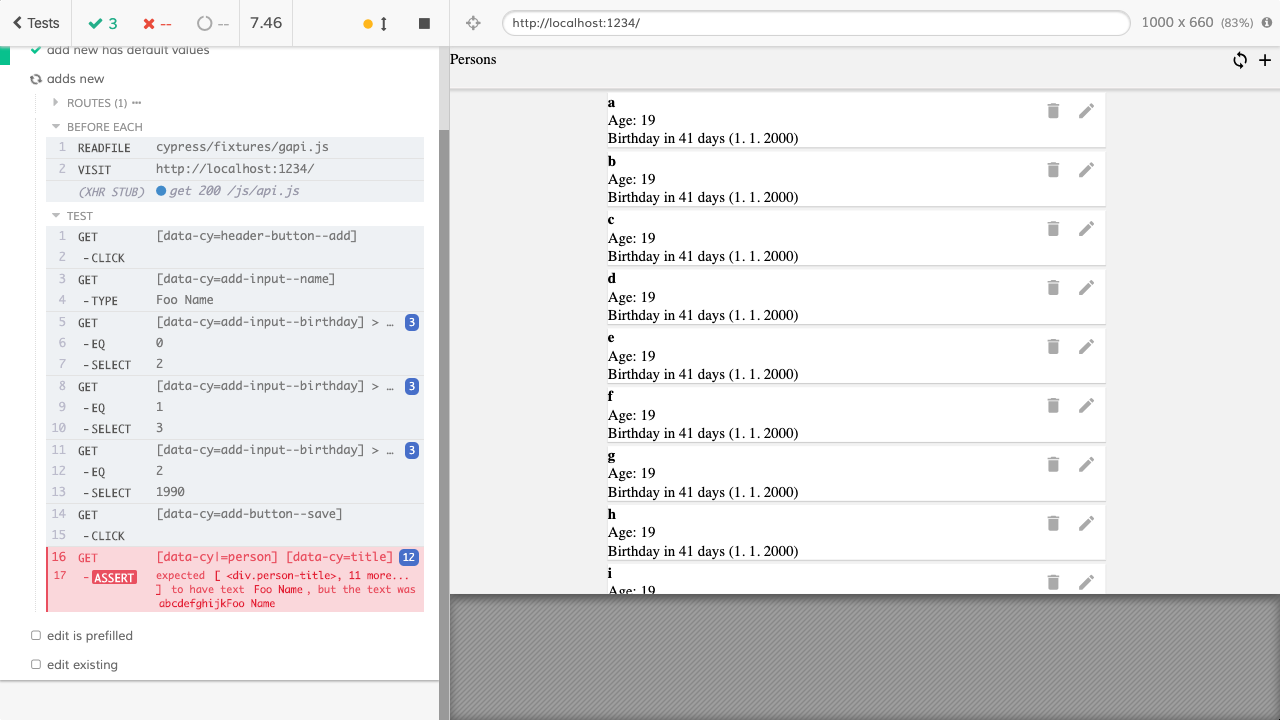 Tests
3
--
--
7.46
http://localhost:1234/
1000 x 660 (83%)
add new has default values
adds new
ROUTES (1)
BEFORE EACH
1 READFILE cypress/fixtures/gapi.js
2 VISIT http://localhost:1234/
(XHR STUB) get 200 /js/api.js
TEST
1 GET [data-cy=header-button--add]
2 -CLICK
3 GET [data-cy=add-input--name]
4 -TYPE Foo Name
5 GET [data-cy=add-input--birthday] > … 3
6 -EQ 0
7 -SELECT 2
8 GET [data-cy=add-input--birthday] > … 3
9 -EQ 1
10 -SELECT 3
11 GET [data-cy=add-input--birthday] > … 3
12 -EQ 2
13 -SELECT 1990
14 GET [data-cy=add-button--save]
15 -CLICK
16 GET [data-cy|=person] [data-cy=title] 12
17 -ASSERT expected [ <div.person-title>, 11 more...
] to have text Foo Name, but the text was
abcdefghijkFoo Name
edit is prefilled
edit existing
Persons
a
Age: 19
Birthday in 41 days (1. 1. 2000)
b
Age: 19
Birthday in 41 days (1. 1. 2000)
c
Age: 19
Birthday in 41 days (1. 1. 2000)
d
Age: 19
Birthday in 41 days (1. 1. 2000)
e
Age: 19
Birthday in 41 days (1. 1. 2000)
f
Age: 19
Birthday in 41 days (1. 1. 2000)
g
Age: 19
Birthday in 41 days (1. 1. 2000)
h
Age: 19
Birthday in 41 days (1. 1. 2000)
i
Age: 19